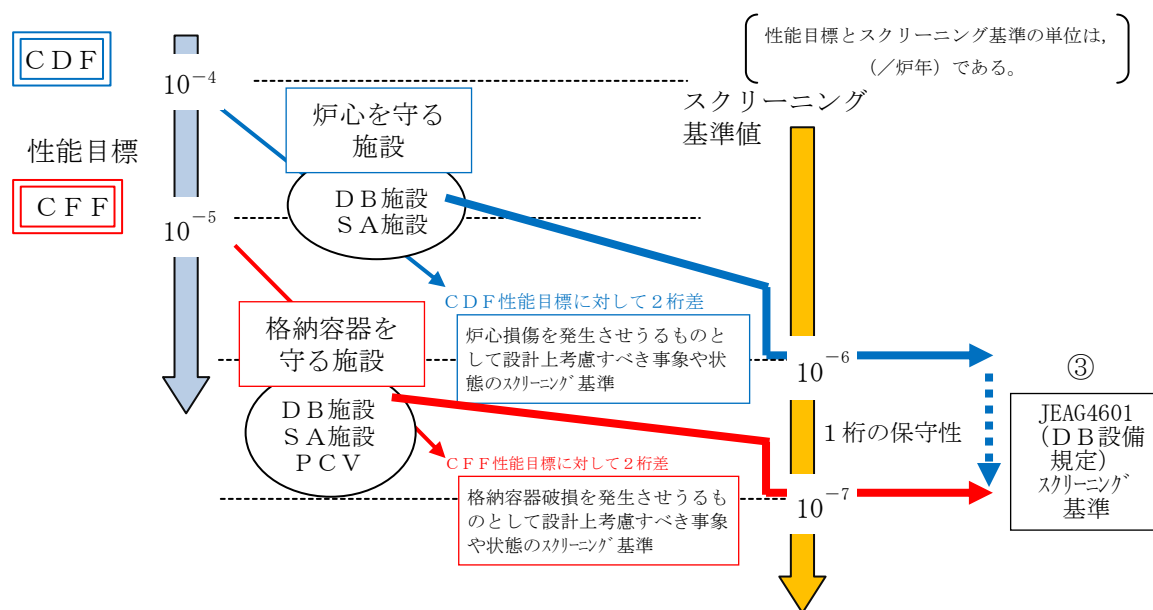 ＣＤＦ
性能目標
ＣＦＦ
10⁻⁴
10⁻⁵
炉心を守る
施設
ＤＢ施設
ＳＡ施設
格納容器を
守る施設
ＤＢ施設
ＳＡ施設
ＰＣＶ
性能目標とスクリーニング基準の単位は，
（／炉年）である。
スクリーニング
基準値
ＣＤＦ性能目標に対して２桁差
炉心損傷を発生させうるものと
して設計上考慮すべき事象や状
態のｽｸﾘｰﾆﾝｸﾞ基準
ＣＦＦ性能目標に対して２桁差
格納容器破損を発生させうるも
のとして設計上考慮すべき事象
や状態のｽｸﾘｰﾆﾝｸﾞ基準
10⁻⁶
１桁の保守性
10⁻⁷
③
JEAG4601
（ＤＢ設備
規定）
ｽｸﾘｰﾆﾝｸﾞ
基準